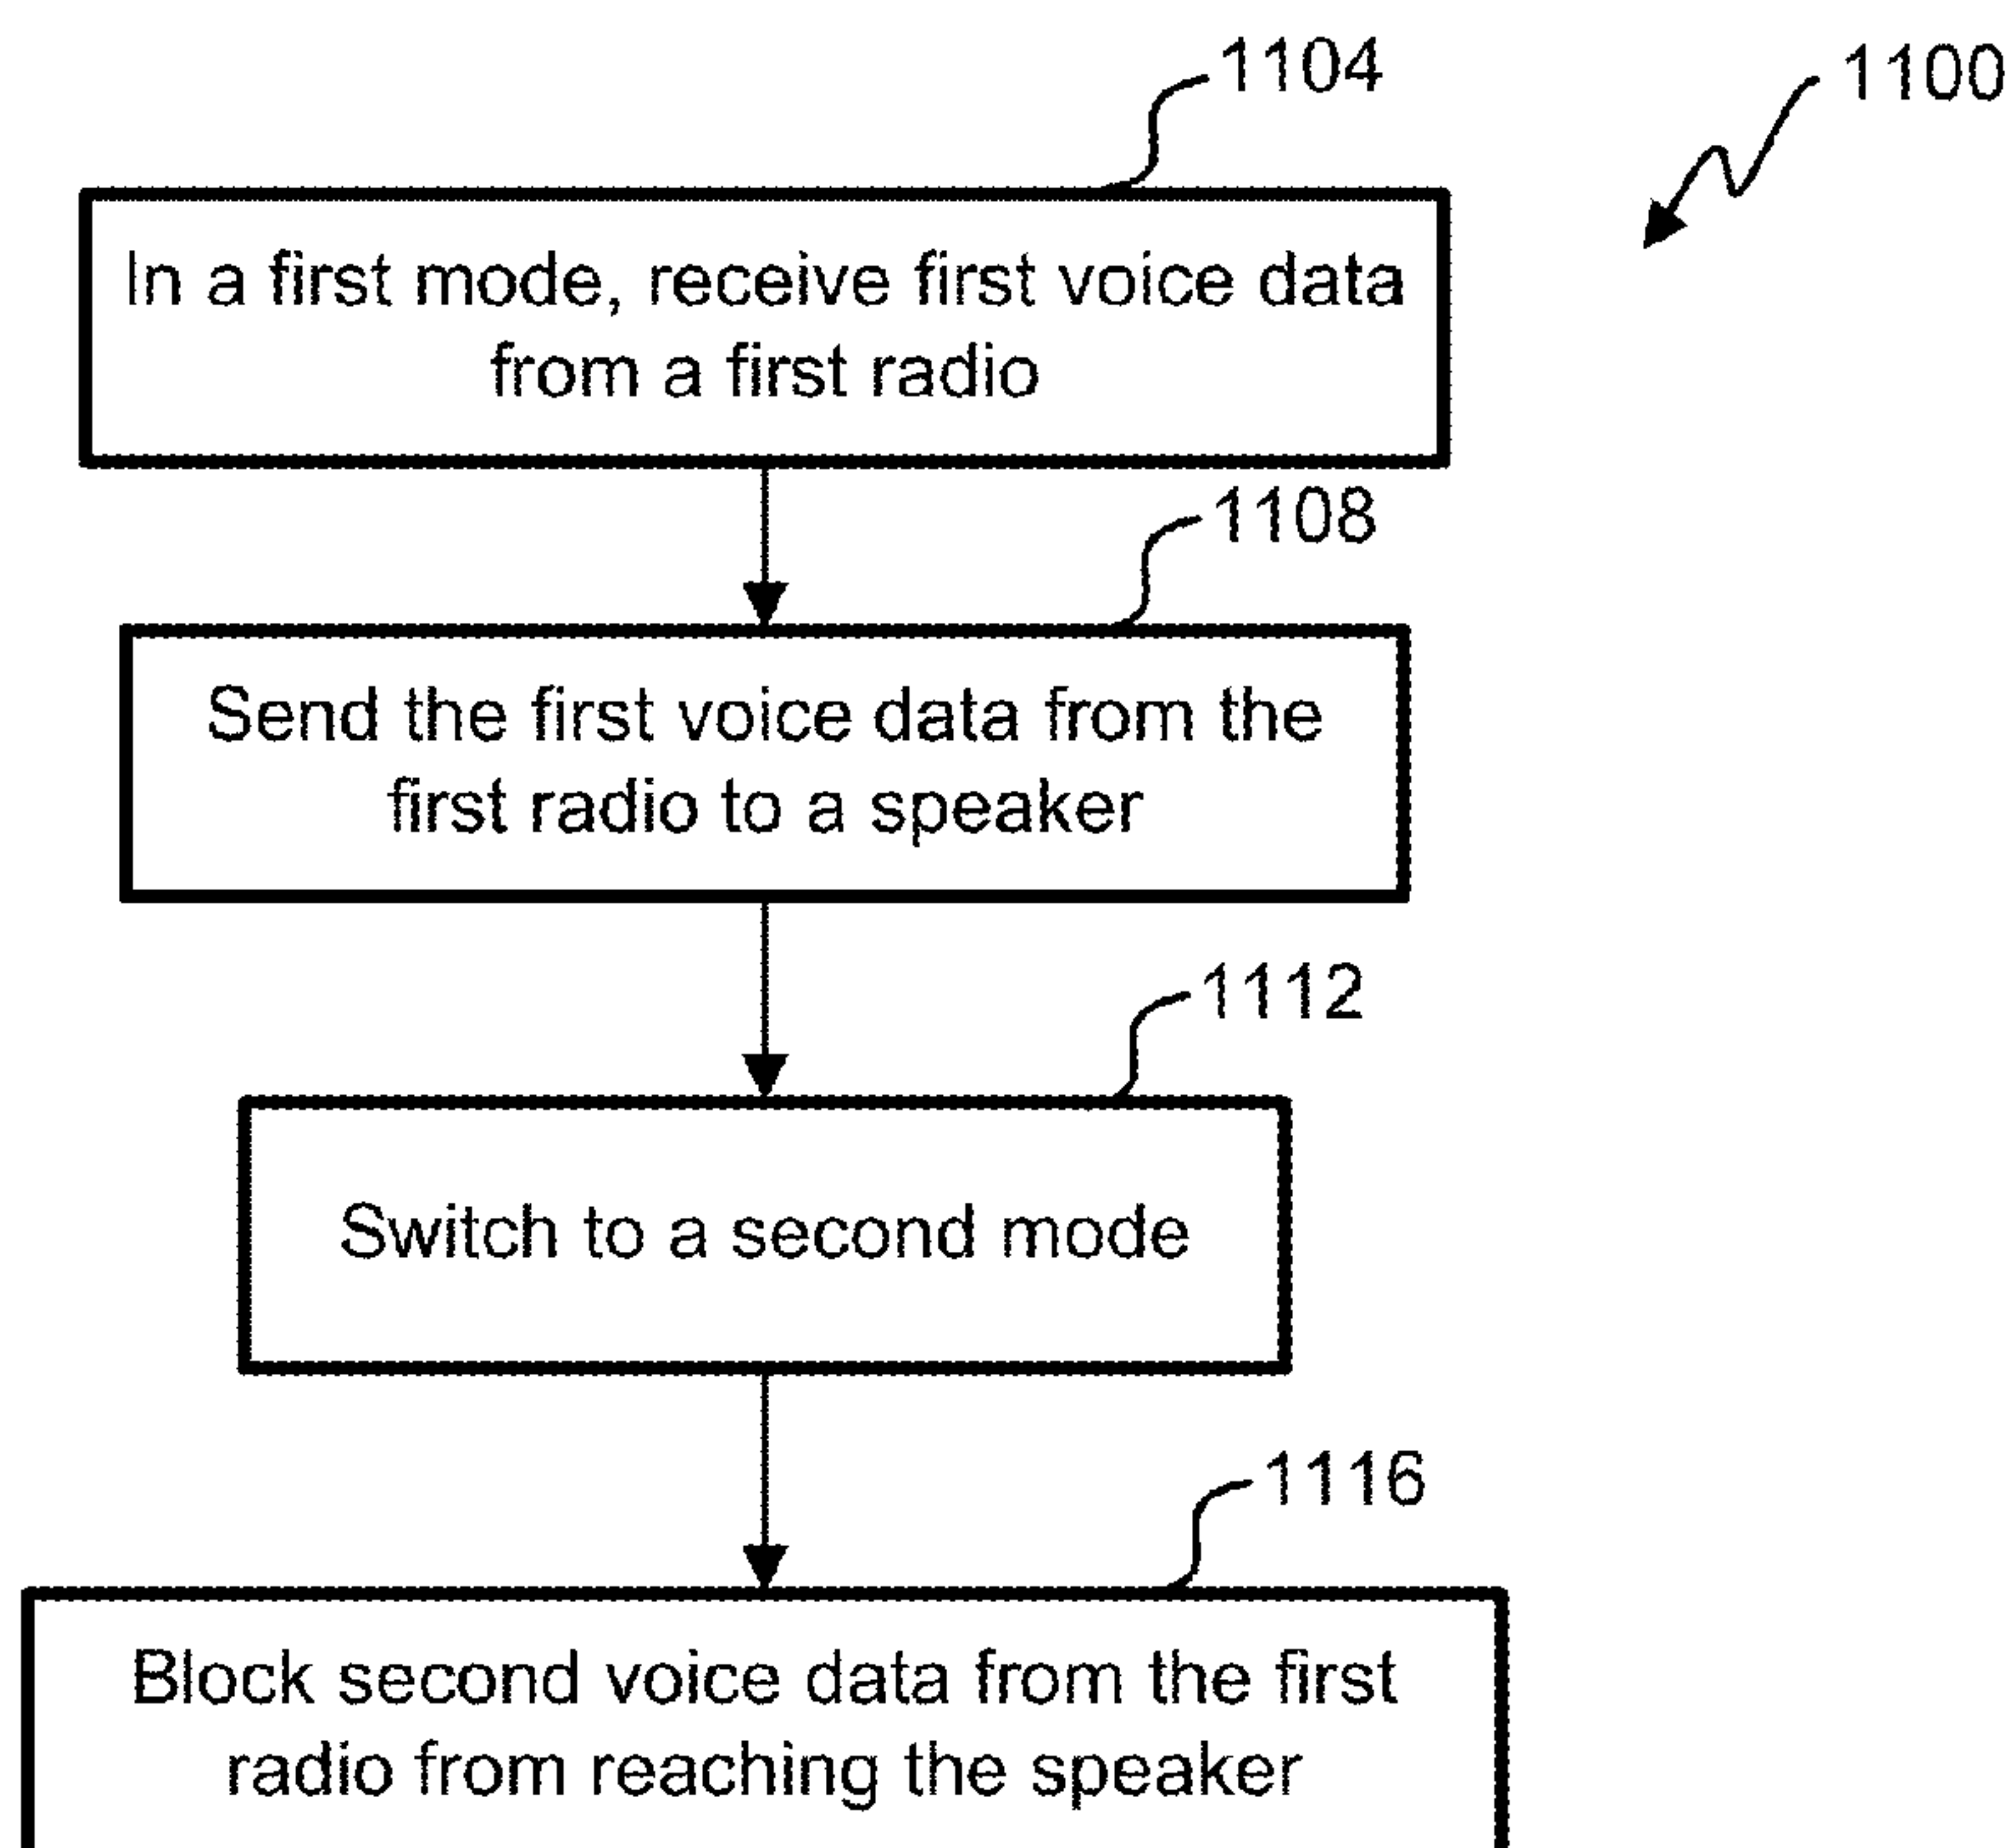 1104
1100
In a first mode, receive first voice data
from a first radio
1108
Send the first voice data from the
first radio to a speaker
1112
Switch to a second mode
1116
Block second voice data from the first
radio from reaching the speaker